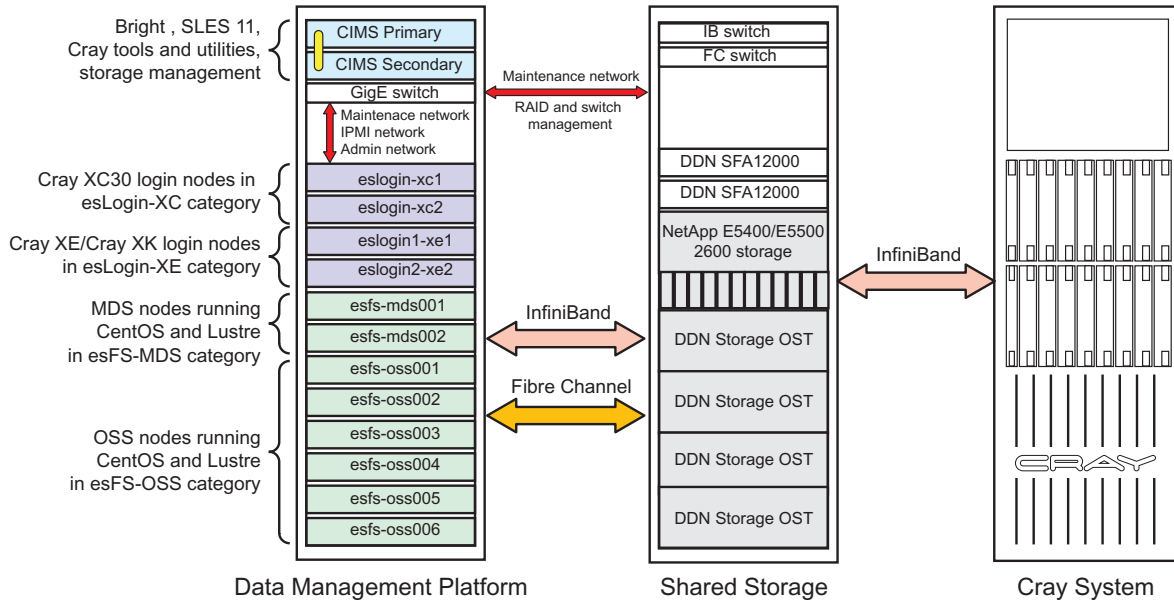 Bright , SLES 11,
Cray tools and utilities,
storage management
Cray XC30 login nodes in
esLogin-XC category
Cray XE/Cray XK login nodes
in esLogin-XE category
MDS nodes running
CentOS and Lustre
in esFS-MDS category
OSS nodes running
CentOS and Lustre
in esFS-OSS category
CIMS Primary
CIMS Secondary
GigE switch
Maintenace network
IPMI network
Admin network
eslogin-xc1
eslogin-xc2
eslogin1-xe1
eslogin2-xe2
esfs-mds001
esfs-mds002
esfs-oss001
esfs-oss002
esfs-oss003
esfs-oss004
esfs-oss005
esfs-oss006
Data Management Platform
Maintenance network
RAID and switch
management
InfiniBand
Fibre Channel
IB switch
FC switch
DDN SFA12000
DDN SFA12000
NetApp E5400/E5500
2600 storage
DDN Storage OST
DDN Storage OST
DDN Storage OST
DDN Storage OST
Shared Storage
InfiniBand
CRAY
Cray System